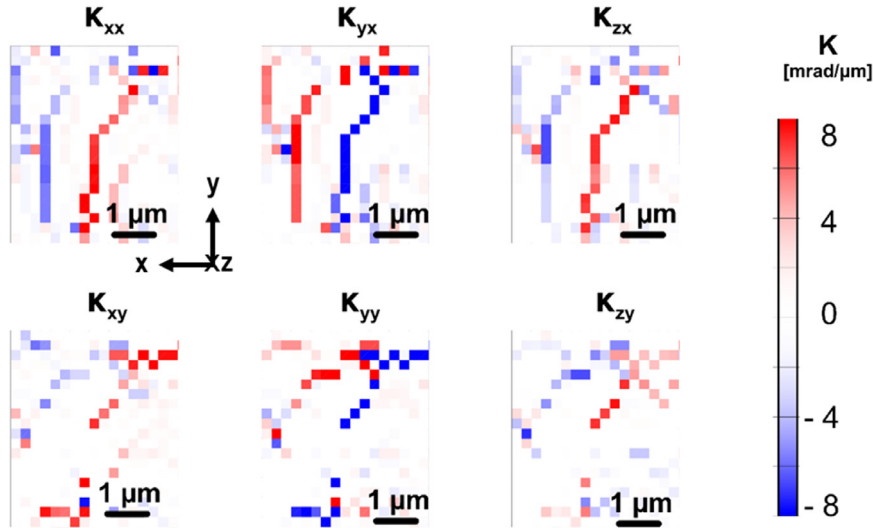 Kxx Kyx Kzx
K
[mrad/μm]
8
4
0
- 4
- 8
y
x z
1 μm 1 μm 1 μm
Kxy Kyy Kzy
1 μm 1 μm 1 μm